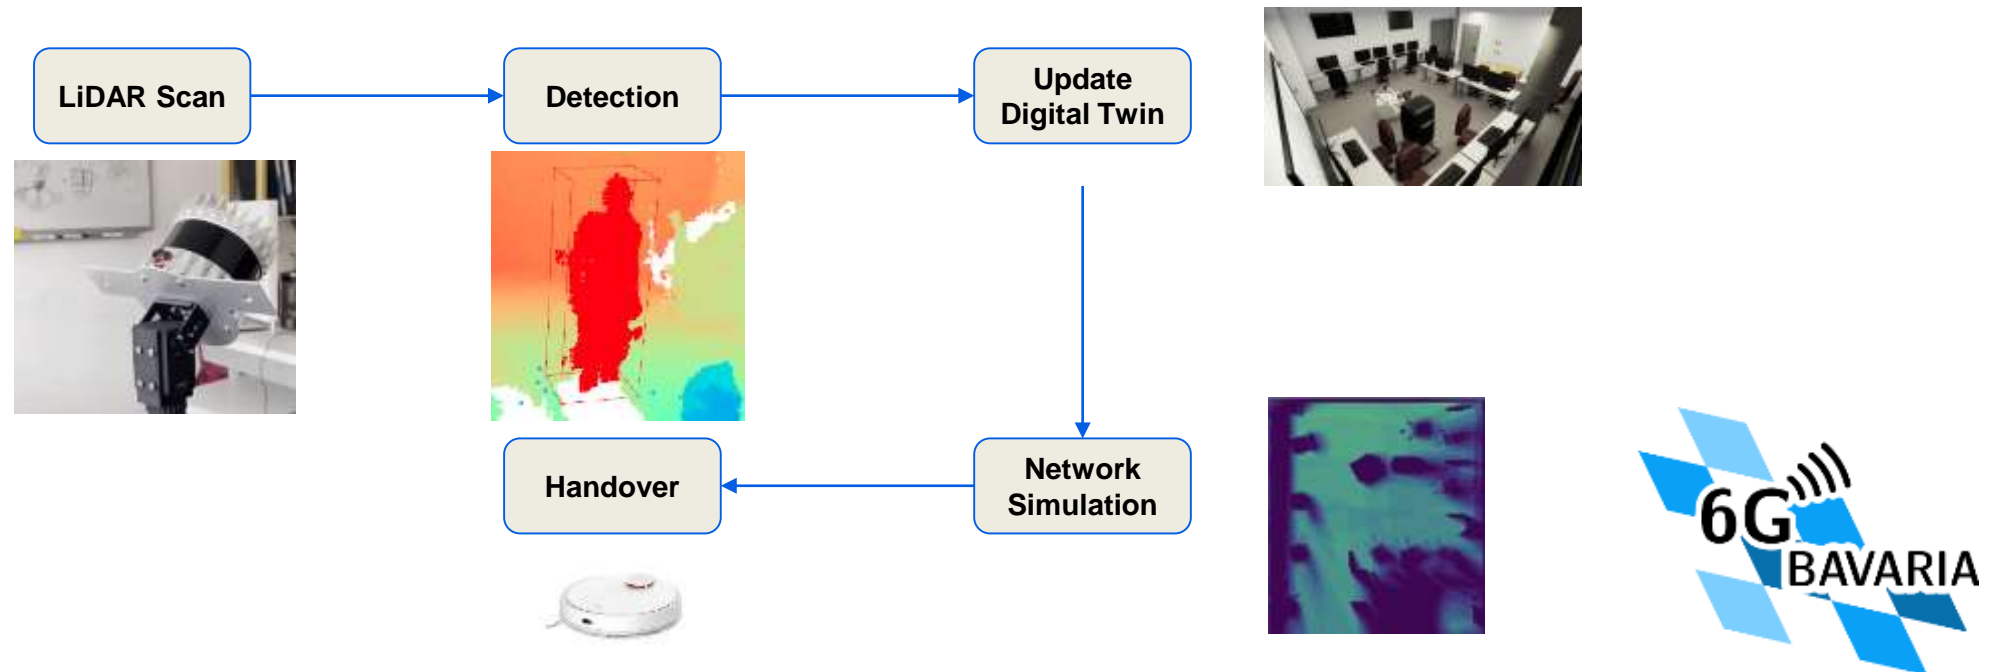 LiDAR Scan
Detection
Update
Digital Twin
Handover
Network
Simulation
6G
BAVARIA